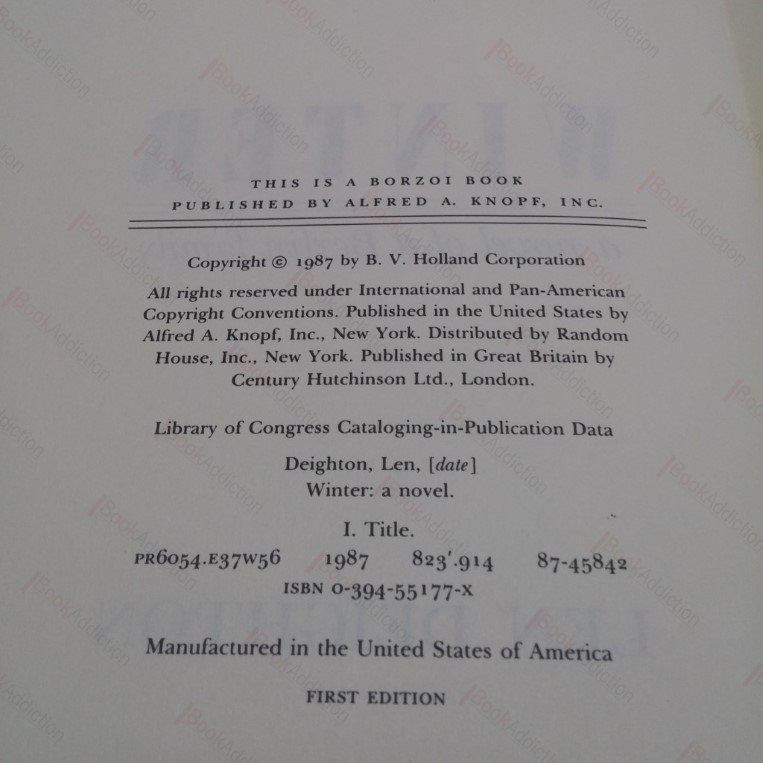 THIS IS A BORZOI BOOK
PUBLISHED BY ALFRED A. KNOPF, INC.
Copyright © 1987 by B. V. Holland Corporation
All rights reserved under International and Pan-American
Copyright Conventions. Published in the United States by
Alfred A. Knopf, Inc., New York. Distributed by Random
House, Inc., New York. Published in Great Britain by
Century Hutchinson Ltd., London.
Library of Congress Cataloging-in-Publication Data
Deighton, Len, [date]
Winter: a novel.
I. Title.
PR6054.E37W56 1987 823'.914 87-45842
ISBN 0-394-55177-X
Manufactured in the United States of America
FIRST EDITION